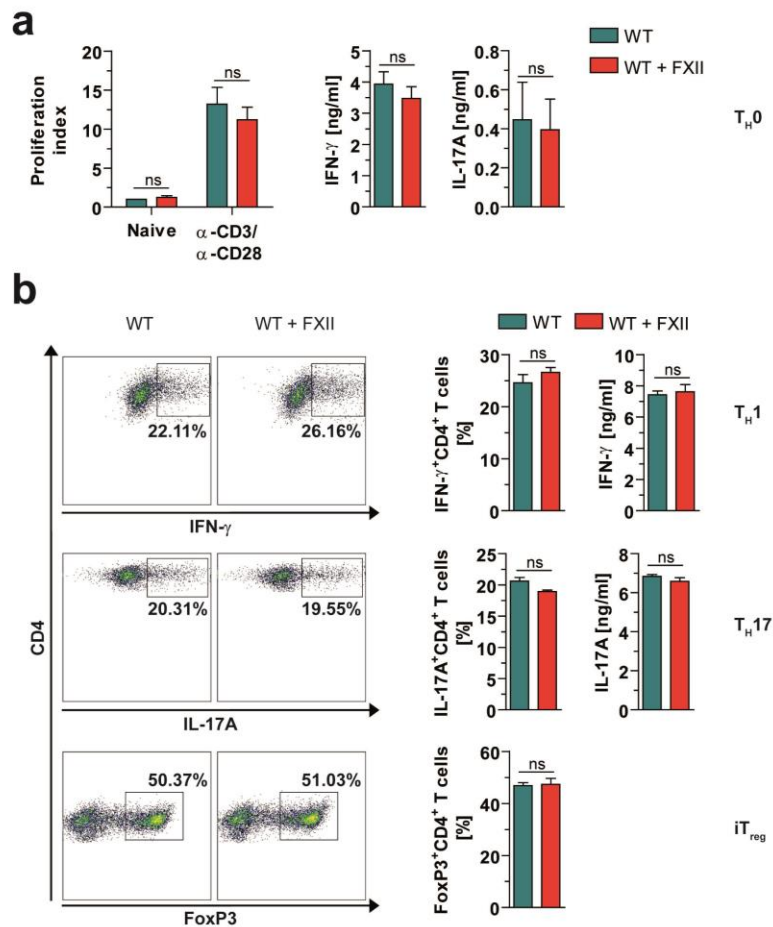 a
Proliferation
index
20
15
10
5
0
ns
ns
Naive
α-CD3/
α-CD28
IFN-γ [ng/ml]
5
4
3
2
1
0
ns
IL-17A [ng/ml]
0.8
0.6
0.4
0.2
0.0
ns
WT
WT + FXII
TH0
b
WT
WT + FXII
WT
WT + FXII
CD4
22.11%
26.16%
IFN-γ
IFN-γ+CD4+ T cells
[%]
30
20
10
0
ns
IFN-γ [ng/ml]
10
8
6
4
2
0
ns
TH1
20.31%
19.55%
IL-17A
IL-17A+CD4+ T cells
[%]
25
20
15
10
5
0
ns
IL-17A [ng/ml]
8
6
4
2
0
ns
TH17
50.37%
51.03%
FoxP3
FoxP3+CD4+ T cells
[%]
60
40
20
0
ns
iTreg